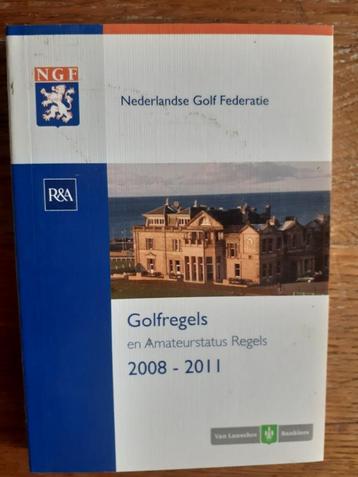 NGF
Nederlandse Golf Federatie
R&A
Golfregels
en Amateurstatus Regels
2008 - 2011
Van Lanschot Bankiers